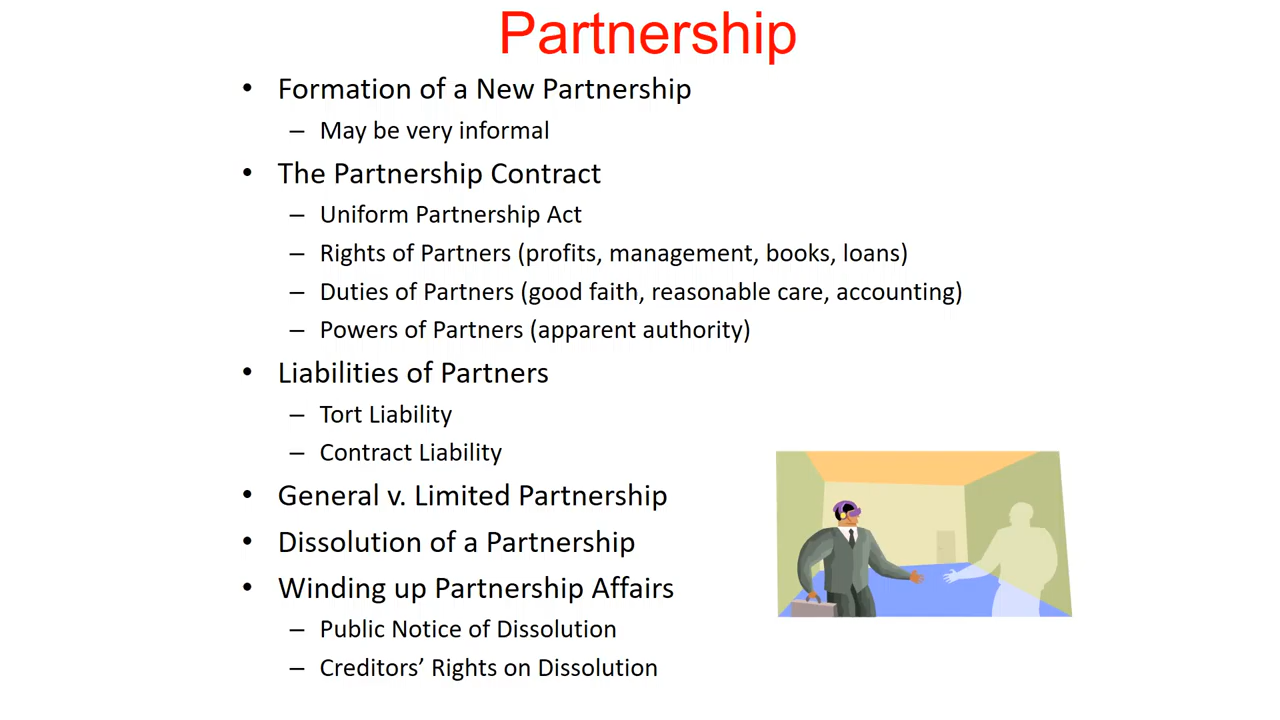 Partnership
• Formation of a New Partnership
– May be very informal
• The Partnership Contract
– Uniform Partnership Act
– Rights of Partners (profits, management, books, loans)
– Duties of Partners (good faith, reasonable care, accounting)
– Powers of Partners (apparent authority)
• Liabilities of Partners
– Tort Liability
– Contract Liability
• General v. Limited Partnership
• Dissolution of a Partnership
• Winding up Partnership Affairs
– Public Notice of Dissolution
– Creditors’ Rights on Dissolution